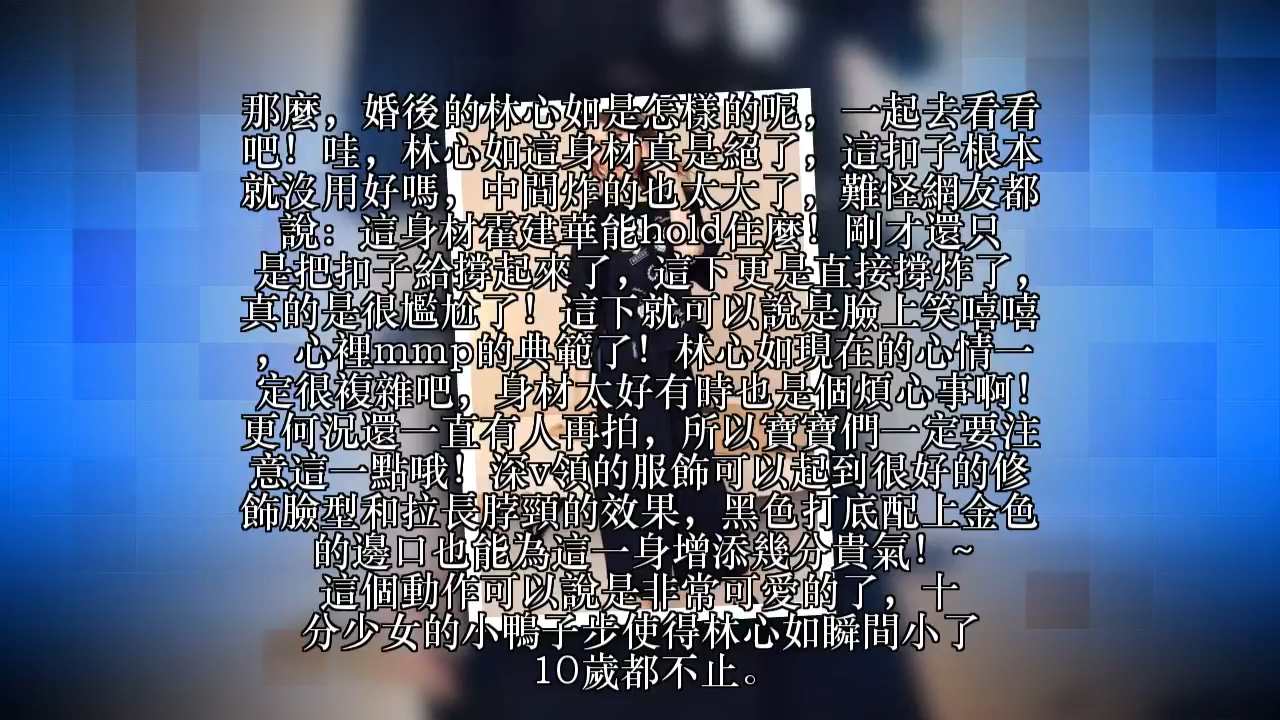 那麼，婚後的林心如是怎樣的呢，一起去看看
吧！哇，林心如這身材真是絕了，這扣子根本
就沒用好嗎，中間炸的也太大了，難怪網友都
說：這身材霍建華能hold住麼！剛才還只
是把扣子給撐起來了，這下更是直接撐炸了，
真的是很尷尬了！這下就可以說是臉上笑嘻嘻
，心裡mmp的典範了！林心如現在的心情一
定很複雜吧，身材太好有時也是個煩心事啊！
更何況還一直有人再拍，所以寶寶們一定要注
意這一點哦！深v領的服飾可以起到很好的修
飾臉型和拉長脖頸的效果，黑色打底配上金色
的邊口也能為這一身增添幾分貴氣！~
這個動作可以說是非常可愛的了，十
分少女的小鴨子步使得林心如瞬間小了
10歲都不止。